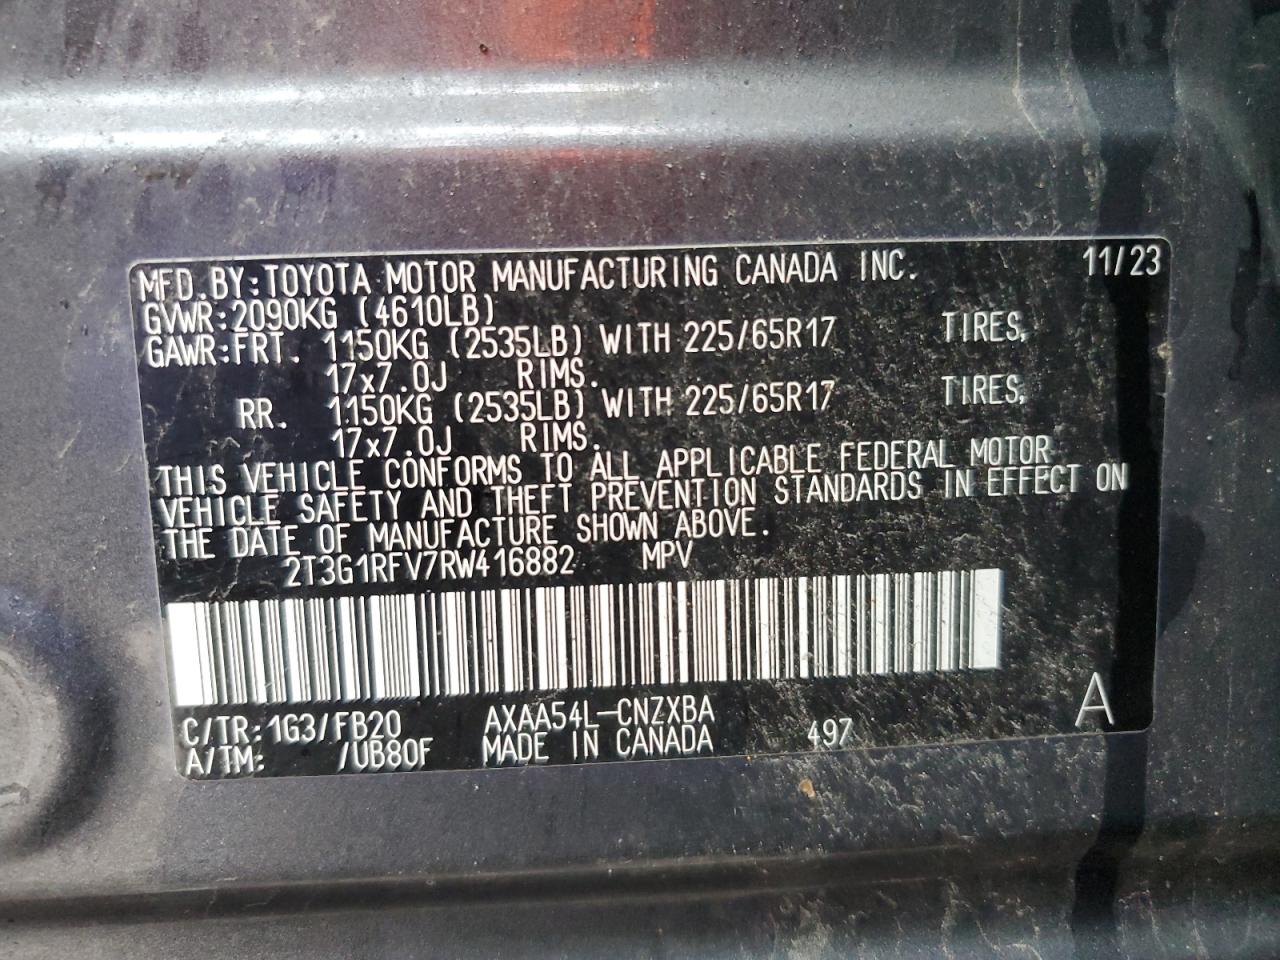 MFD.BY:TOYOTA MOTOR MANUFACTURING CANADA INC. 11/23
GVWR:2090KG (4610LB)
GAWR:FRT. 1150KG (2535LB) WITH 225/65R17 TIRES,
17x7.0J RIMS.
RR. 1150KG (2535LB) WITH 225/65R17 TIRES,
17x7.0J RIMS.
THIS VEHICLE CONFORMS TO ALL APPLICABLE FEDERAL MOTOR
VEHICLE SAFETY AND THEFT PREVENTION STANDARDS IN EFFECT ON
THE DATE OF MANUFACTURE SHOWN ABOVE.
2T3G1RFV7RW416882 MPV
C/TR:1G3/FB20 AXAA54L-CNZXBA
A/TM: /UB80F MADE IN CANADA 497 A